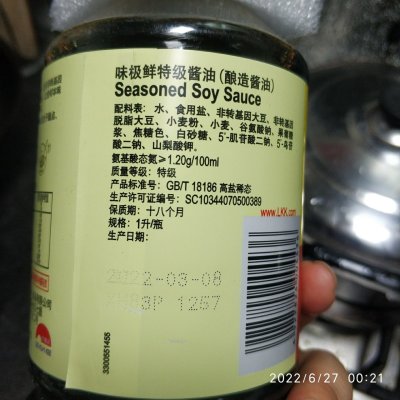 味极鲜特级酱油(酿造酱油)
Seasoned Soy Sauce
配料表: 水、食用盐、非转基因大豆、非转基因
脱脂大豆、小麦粉、小麦、谷氨酸钠、果葡糖
浆、焦糖色、白砂糖、5'-肌苷酸二钠、5'-鸟苷
酸二钠、山梨酸钾。
氨基酸态氮≥1.20g/100ml
质量等级: 特级
产品标准号: GB/T 18186 高盐稀态
生产许可证编号: SC10344070500389
保质期: 十八个月
规格: 1升/瓶
生产日期:
www.LKK.com
2022-03-08
3P 1257
3300551455
2022/6/27 00:21